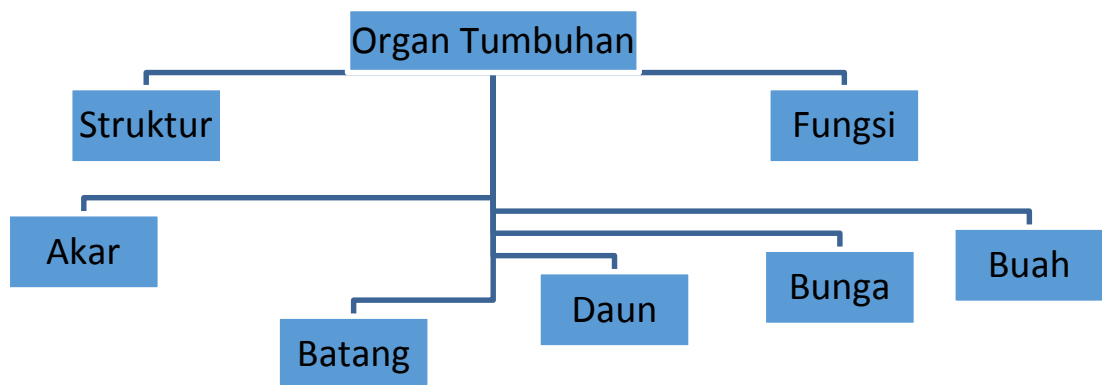 Organ Tumbuhan
Struktur
Fungsi
Akar
Batang
Daun
Bunga
Buah